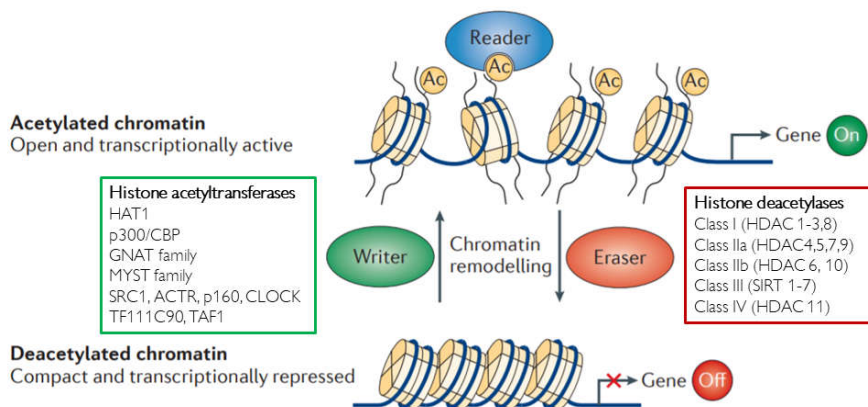 Reader
Ac
Ac
Ac
Ac
Acetylated chromatin
Open and transcriptionally active
Gene On
Histone acetyltransferases
HAT1
p300/CBP
GNAT family
MYST family
SRC1, ACTR, p160, CLOCK
TF111C90, TAF1
Writer
Chromatin
remodelling
Eraser
Histone deacetylases
Class I (HDAC 1-3,8)
Class IIa (HDAC4,5,7,9)
Class IIb (HDAC 6, 10)
Class III (SIRT 1-7)
Class IV (HDAC 11)
Deacetylated chromatin
Compact and transcriptionally repressed
Gene Off